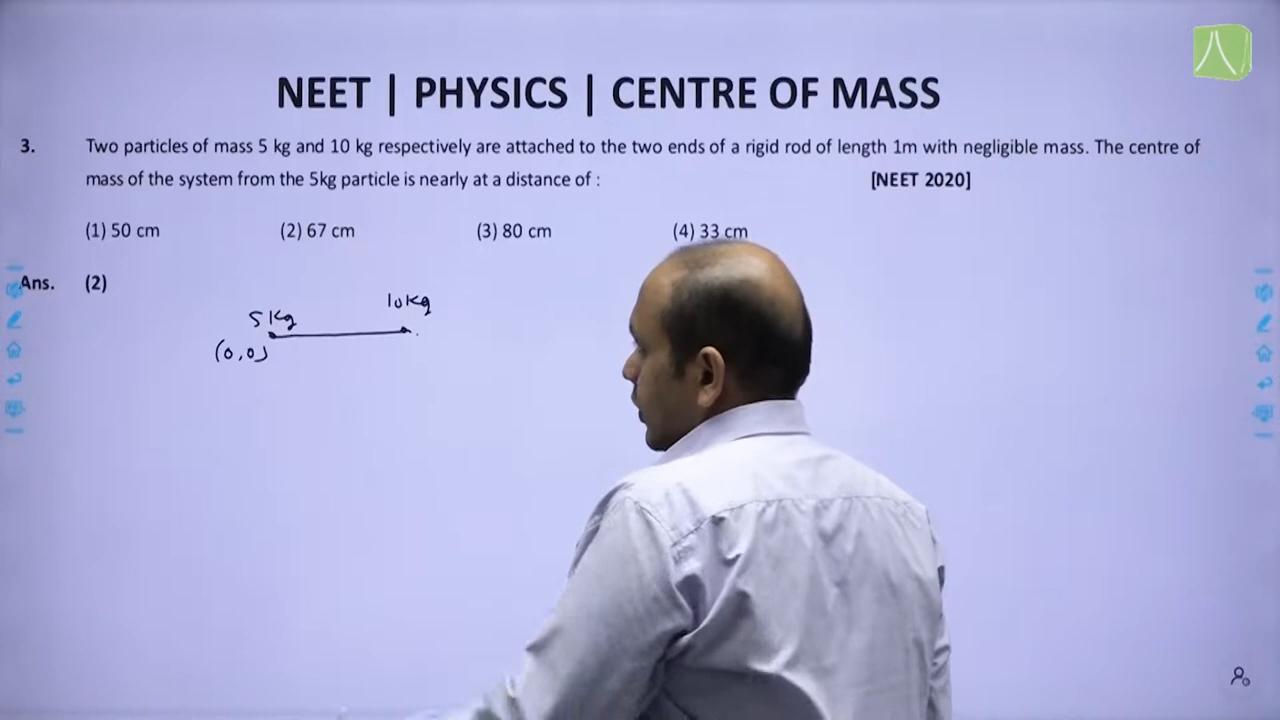 NEET | PHYSICS | CENTRE OF MASS
3. Two particles of mass 5 kg and 10 kg respectively are attached to the two ends of a rigid rod of length 1m with negligible mass. The centre of
mass of the system from the 5kg particle is nearly at a distance of : [NEET 2020]
(1) 50 cm (2) 67 cm (3) 80 cm (4) 33 cm
Ans. (2)
10kg
5kg
(0,0)